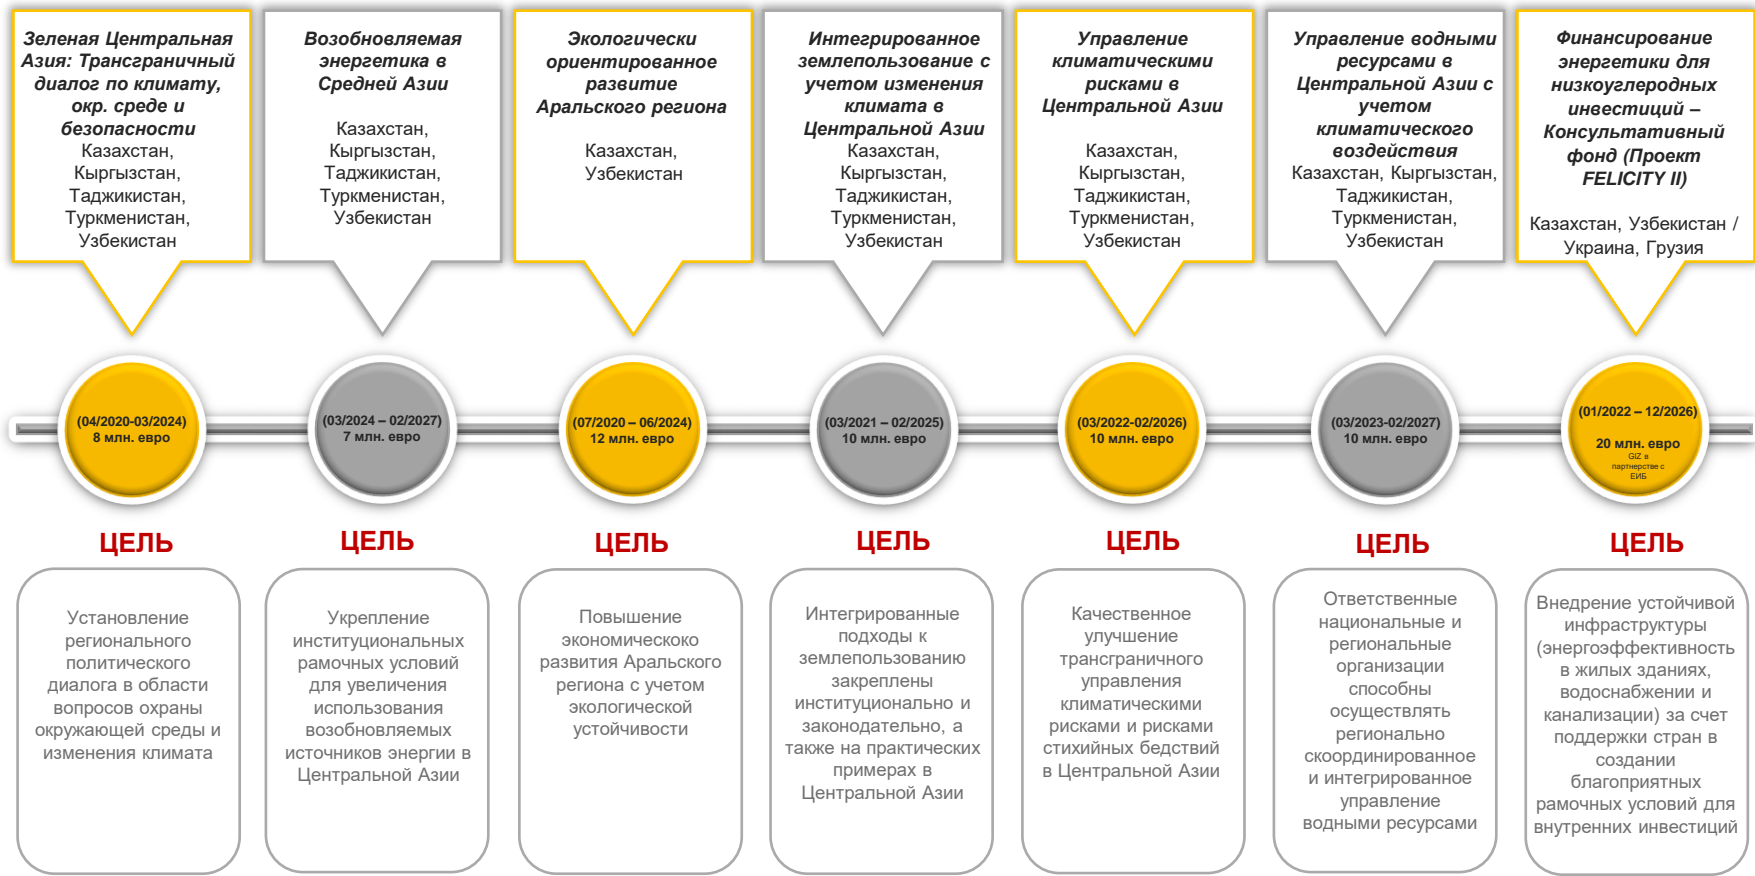 Зеленая Центральная
Азия: Трансграничный
диалог по климату,
окр. среде и
безопасности
Казахстан,
Кыргызстан,
Таджикистан,
Туркменистан,
Узбекистан
Возобновляемая
энергетика в
Средней Азии
Казахстан,
Кыргызстан,
Таджикистан,
Туркменистан,
Узбекистан
Экологически
ориентированное
развитие
Аральского региона
Казахстан,
Узбекистан
Интегрированное
землепользование с
учетом изменения
климата в
Центральной Азии
Казахстан,
Кыргызстан,
Таджикистан,
Туркменистан,
Узбекистан
Управление
климатическими
рисками в
Центральной Азии
Казахстан,
Кыргызстан,
Таджикистан,
Туркменистан,
Узбекистан
Управление водными
ресурсами в
Центральной Азии с
учетом
климатического
воздействия
Казахстан, Кыргызстан,
Таджикистан,
Туркменистан,
Узбекистан
Финансирование
энергетики для
низкоуглеродных
инвестиций –
Консультативный
фонд (Проект
FELICITY II)
Казахстан, Узбекистан /
Украина, Грузия
(04/2020-03/2024)
8 млн. евро
(03/2024 – 02/2027)
7 млн. евро
(07/2020 – 06/2024)
12 млн. евро
(03/2021 – 02/2025)
10 млн. евро
(03/2022-02/2026)
10 млн. евро
(03/2023-02/2027)
10 млн. евро
(01/2022 – 12/2026)
20 млн. евро
GIZ в
партнерстве с
ЕИБ
ЦЕЛЬ
ЦЕЛЬ
ЦЕЛЬ
ЦЕЛЬ
ЦЕЛЬ
ЦЕЛЬ
ЦЕЛЬ
Установление
регионального
политического
диалога в области
вопросов охраны
окружающей среды и
изменения климата
Укрепление
институциональных
рамочных условий
для увеличения
использования
возобновляемых
источников энергии в
Центральной Азии
Повышение
экономическоко
развития Аральского
региона с учетом
экологической
устойчивости
Интегрированные
подходы к
землепользованию
закреплены
институционально и
законодательно, а
также на практических
примерах в
Центральной Азии
Качественное
улучшение
трансграничного
управления
климатическими
рисками и рисками
стихийных бедствий
в Центральной Азии
Ответственные
национальные и
региональные
организации
способны
осуществлять
регионально
скоординированное
и интегрированное
управление
водными ресурсами
Внедрение устойчивой
инфраструктуры
(энергоэффективность
в жилых зданиях,
водоснабжении и
канализации) за счет
поддержки стран в
создании
благоприятных
рамочных условий для
внутренних инвестиций